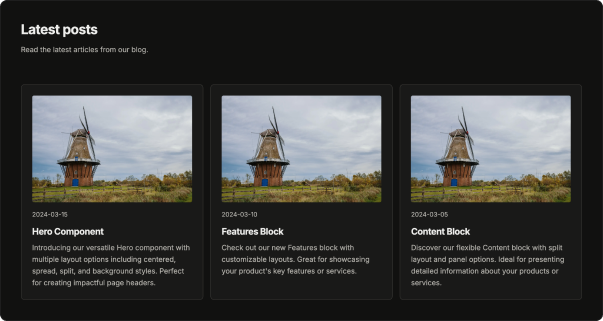 Latest posts
Read the latest articles from our blog.
2024-03-15
Hero Component
Introducing our versatile Hero component with
multiple layout options including centered,
spread, split, and background styles. Perfect
for creating impactful page headers.
2024-03-10
Features Block
Check out our new Features block with
customizable layouts. Great for showcasing
your product's key features or services.
2024-03-05
Content Block
Discover our flexible Content block with split
layout and panel options. Ideal for presenting
detailed information about your products or
services.